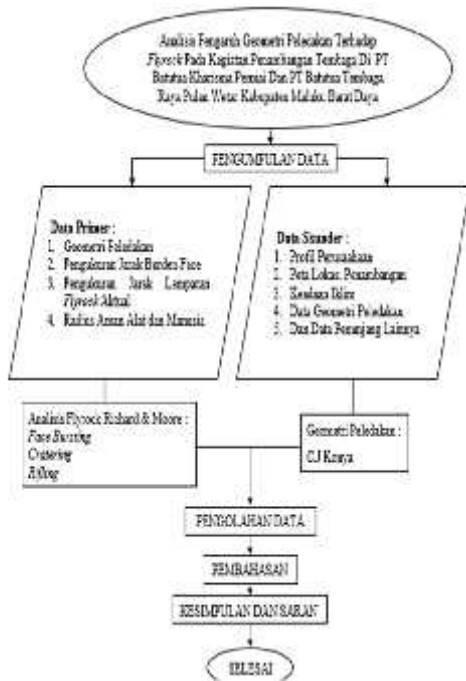 Analisis Pengaruh Geometri Peledakan Terhadap
Flyrock Pada Kegiatan Penambangan Tembaga Di PT
Batutua Kharisma Permai Dan PT Batutua Tembaga
Raya Pulau Wetar Kabupaten Maluku Barat Daya
PENGUMPULAN DATA
Data Primer :
1. Geometri Peledakan
2. Pengukuran Jarak Burden Face
3. Pengukuran Jarak Lemparan
Flyrock Aktual
4. Radius Aman Alat dan Manusia
Data Skunder :
1. Profil Perusahaan
2. Peta Lokasi Penambangan
3. Keadaan Iklim
4. Data Geometri Peledakan
5. Dan Data Penunjang Lainnya
Analisis Flyrock Richard & Moore :
Face Bursting
Cratering
Rifling
Geometri Peledakan :
CJ Konya
PENGOLAHAN DATA
PEMBAHASAN
KESIMPULAN DAN SARAN
SELESAI